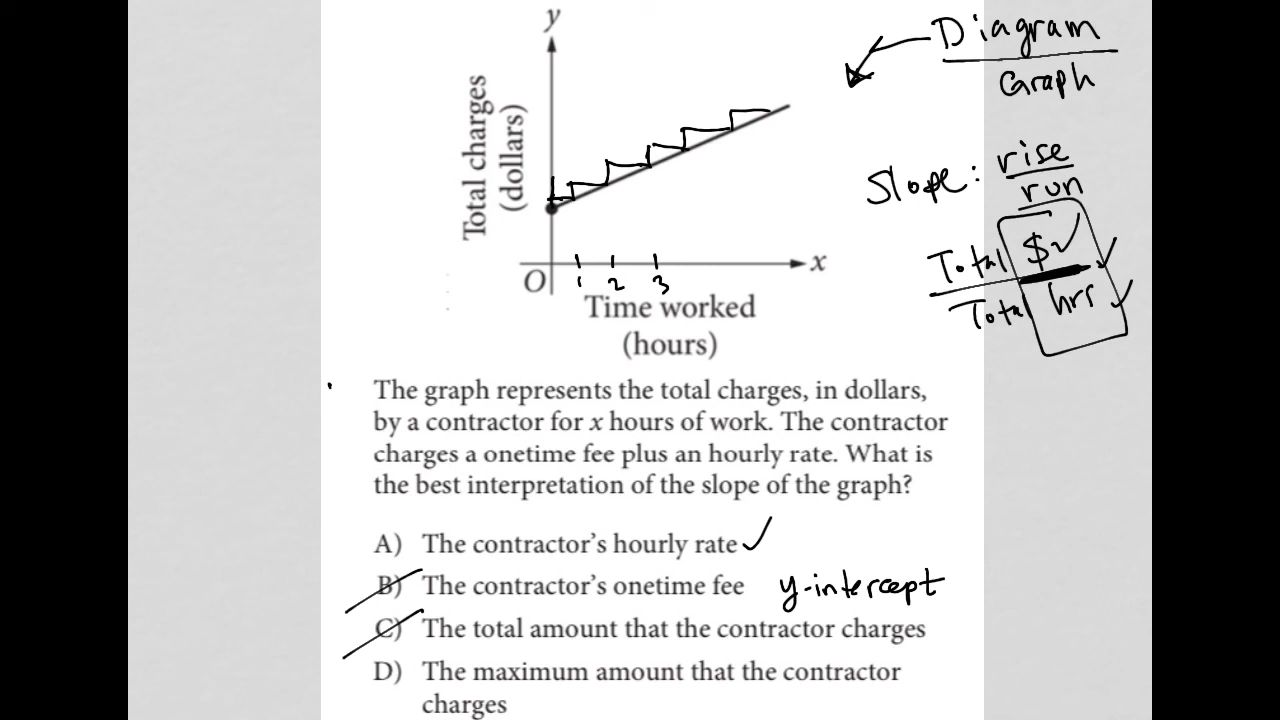 y
Diagram
Graph
Total charges
(dollars)
Slope: rise
run
Total $
Total hrs
x
O
1 2 3
Time worked
(hours)
The graph represents the total charges, in dollars,
by a contractor for x hours of work. The contractor
charges a onetime fee plus an hourly rate. What is
the best interpretation of the slope of the graph?
A) The contractor's hourly rate
B) The contractor's onetime fee y-intercept
C) The total amount that the contractor charges
D) The maximum amount that the contractor
charges